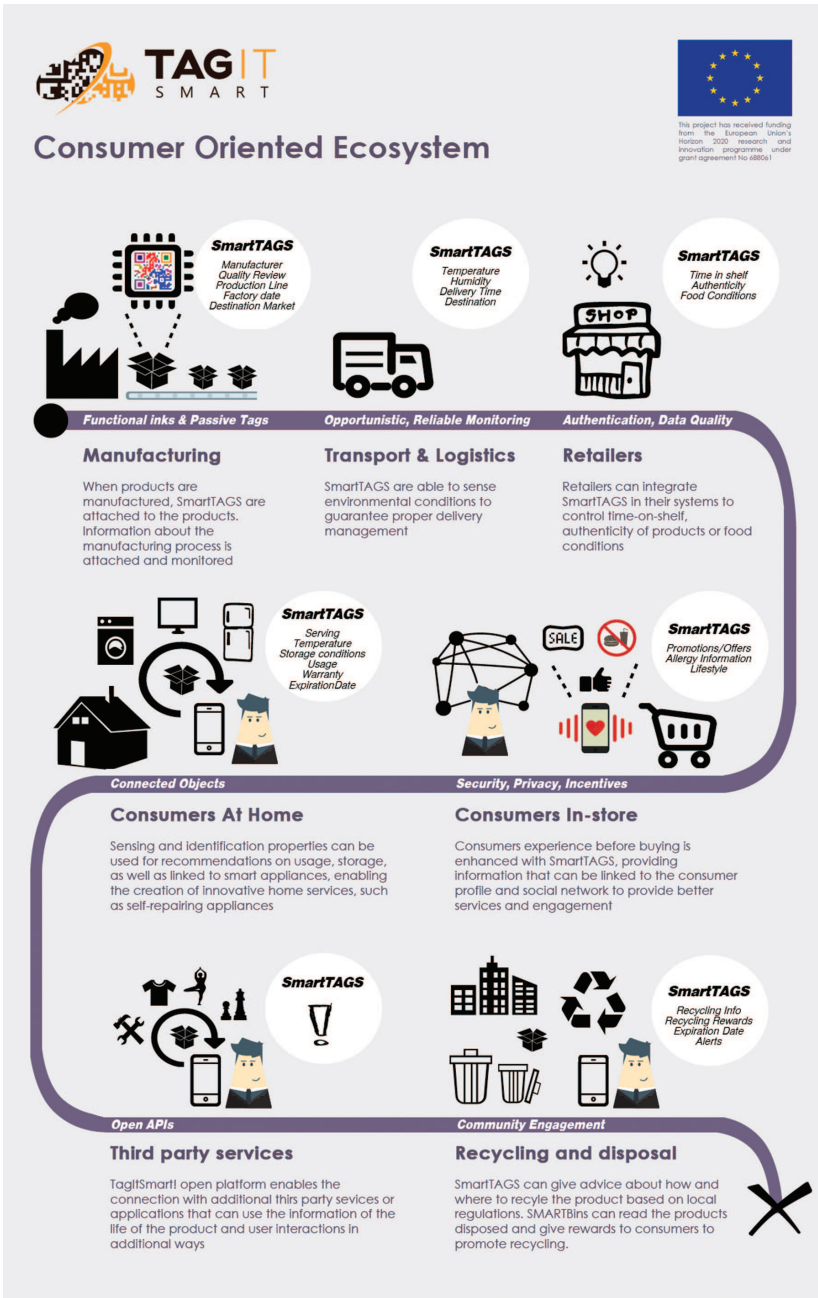 TAGIT
SMART
This project has received funding
from the European Union's
Horizon 2020 research and
innovation programme under
grant agreement No 688061
Consumer Oriented Ecosystem
SmartTAGS
Manufacturer
Quality Review
Production Line
Factory date
Destination Market
SmartTAGS
Temperature
Humidity
Delivery Time
Destination
SmartTAGS
Time in shelf
Authenticity
Food Conditions
SHOP
Functional inks & Passive Tags
Opportunistic, Reliable Monitoring
Authentication, Data Quality
Manufacturing
When products are
manufactured, SmartTAGS are
attached to the products.
Information about the
manufacturing process is
attached and monitored
Transport & Logistics
SmartTAGS are able to sense
environmental conditions to
guarantee proper delivery
management
Retailers
Retailers can integrate
SmartTAGS in their systems to
control time-on-shelf,
authenticity of products or food
conditions
SmartTAGS
Serving
Temperature
Storage conditions
Usage
Warranty
ExpirationDate
SALE
SmartTAGS
Promotions/Offers
Allergy Information
Lifestyle
Connected Objects
Security, Privacy, Incentives
Consumers At Home
Sensing and identification properties can be
used for recommendations on usage, storage,
as well as linked to smart appliances, enabling
the creation of innovative home services, such
as self-repairing appliances
Consumers In-store
Consumers experience before buying is
enhanced with SmartTAGS, providing
information that can be linked to the consumer
profile and social network to provide better
services and engagement
SmartTAGS
!
SmartTAGS
Recycling Info
Recycling Rewards
Expiration Date
Alerts
Open APIs
Community Engagement
Third party services
TagItSmart! open platform enables the
connection with additional thirs party sevices or
applications that can use the information of the
life of the product and user interactions in
additional ways
Recycling and disposal
SmartTAGS can give advice about how and
where to recyle the product based on local
regulations. SMARTBins can read the products
disposed and give rewards to consumers to
promote recycling.